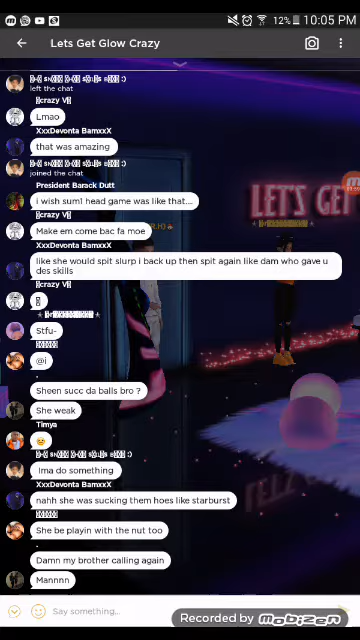 12% 10:05 PM
Lets Get Glow Crazy
left the chat
crazy V
Lmao
XxxDevonta BamxxX
that was amazing
joined the chat
President Barack Dutt
i wish sum1 head game was like that....
crazy V
Make em come bac fa moe
XxxDevonta BamxxX
like she would spit slurp i back up then spit again like dam who gave u
des skills
crazy V
Stfu-
@i
Sheen succ da balls bro ?
She weak
Timya
Ima do something
XxxDevonta BamxxX
nahh she was sucking them hoes like starburst
She be playin with the nut too
Damn my brother calling again
Mannnn
LET'S GET
Say something...
Recorded by mobizen